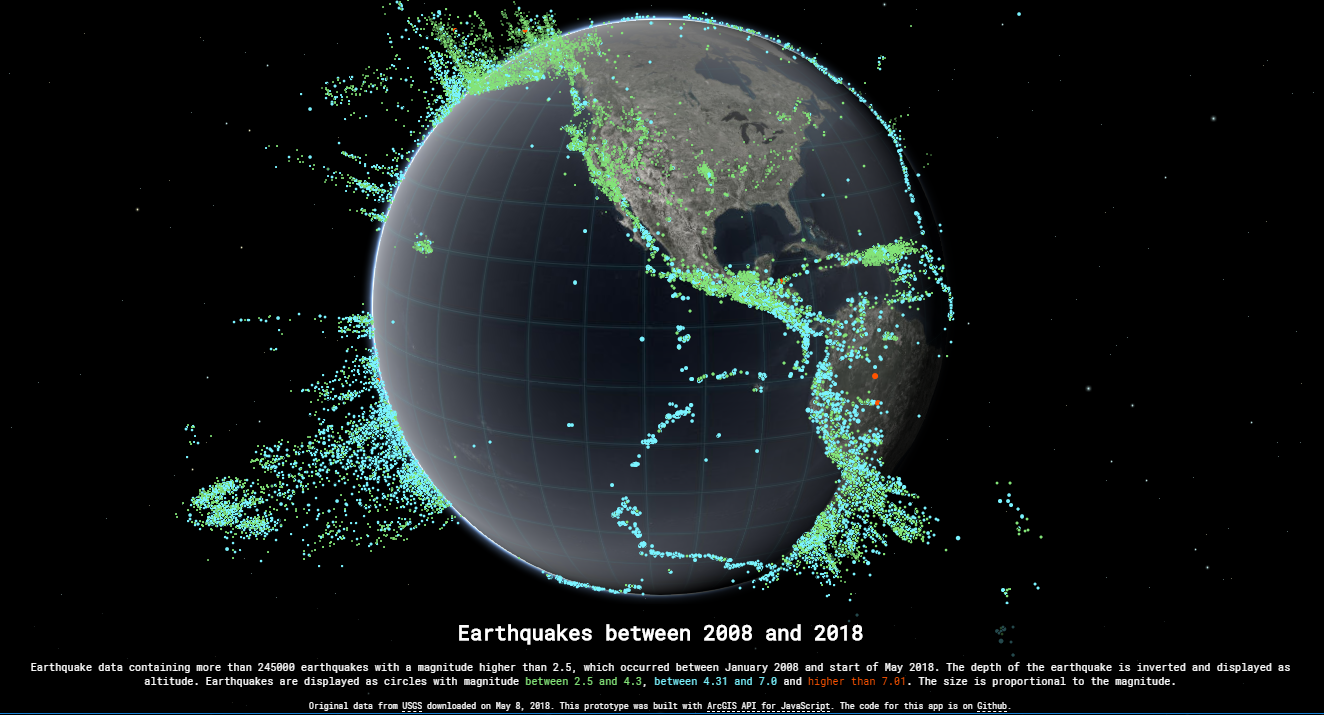 Earthquakes between 2008 and 2018
Earthquake data containing more than 245000 earthquakes with a magnitude higher than 2.5, which occurred between January 2008 and start of May 2018. The depth of the earthquake is inverted and displayed as
altitude. Earthquakes are displayed as circles with magnitude between 2.5 and 4.3, between 4.31 and 7.0 and higher than 7.01. The size is proportional to the magnitude.
Original data from USGS downloaded on May 8, 2018. This prototype was built with ArcGIS API for JavaScript. The code for this app is on Github.